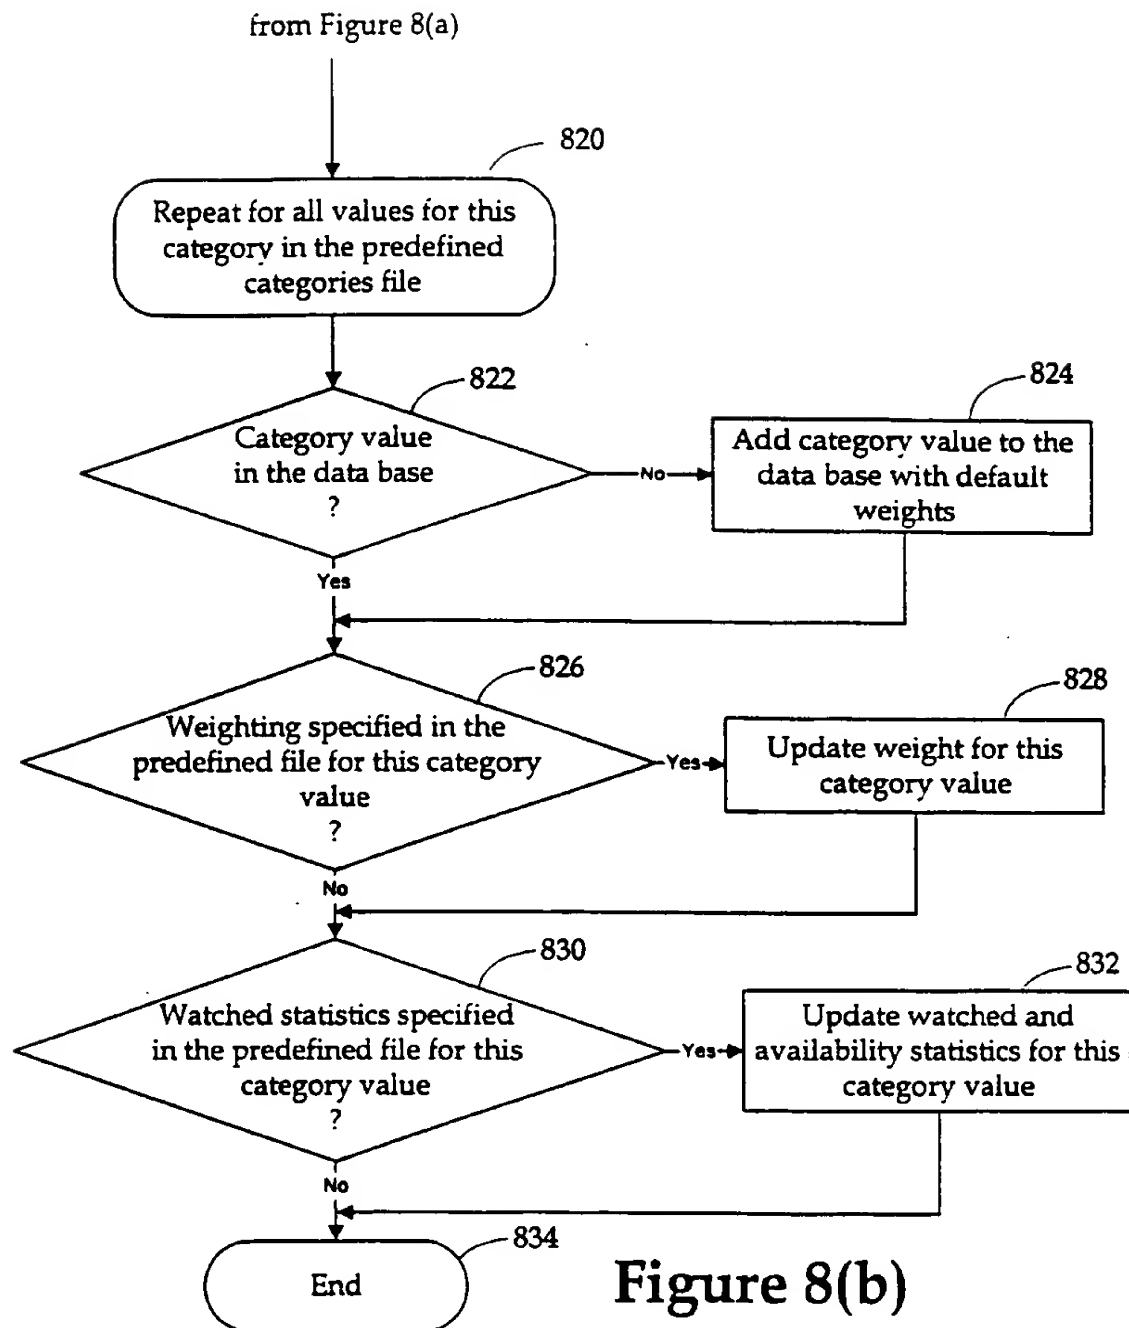 from Figure 8(a)
820
Repeat for all values for this
category in the predefined
categories file
822
Category value
in the data base
?
No
824
Add category value to the
data base with default
weights
Yes
826
Weighting specified in the
predefined file for this category
value
?
Yes
828
Update weight for this
category value
No
830
Watched statistics specified
in the predefined file for this
category value
?
Yes
832
Update watched and
availability statistics for this
category value
No
834
End
Figure 8(b)